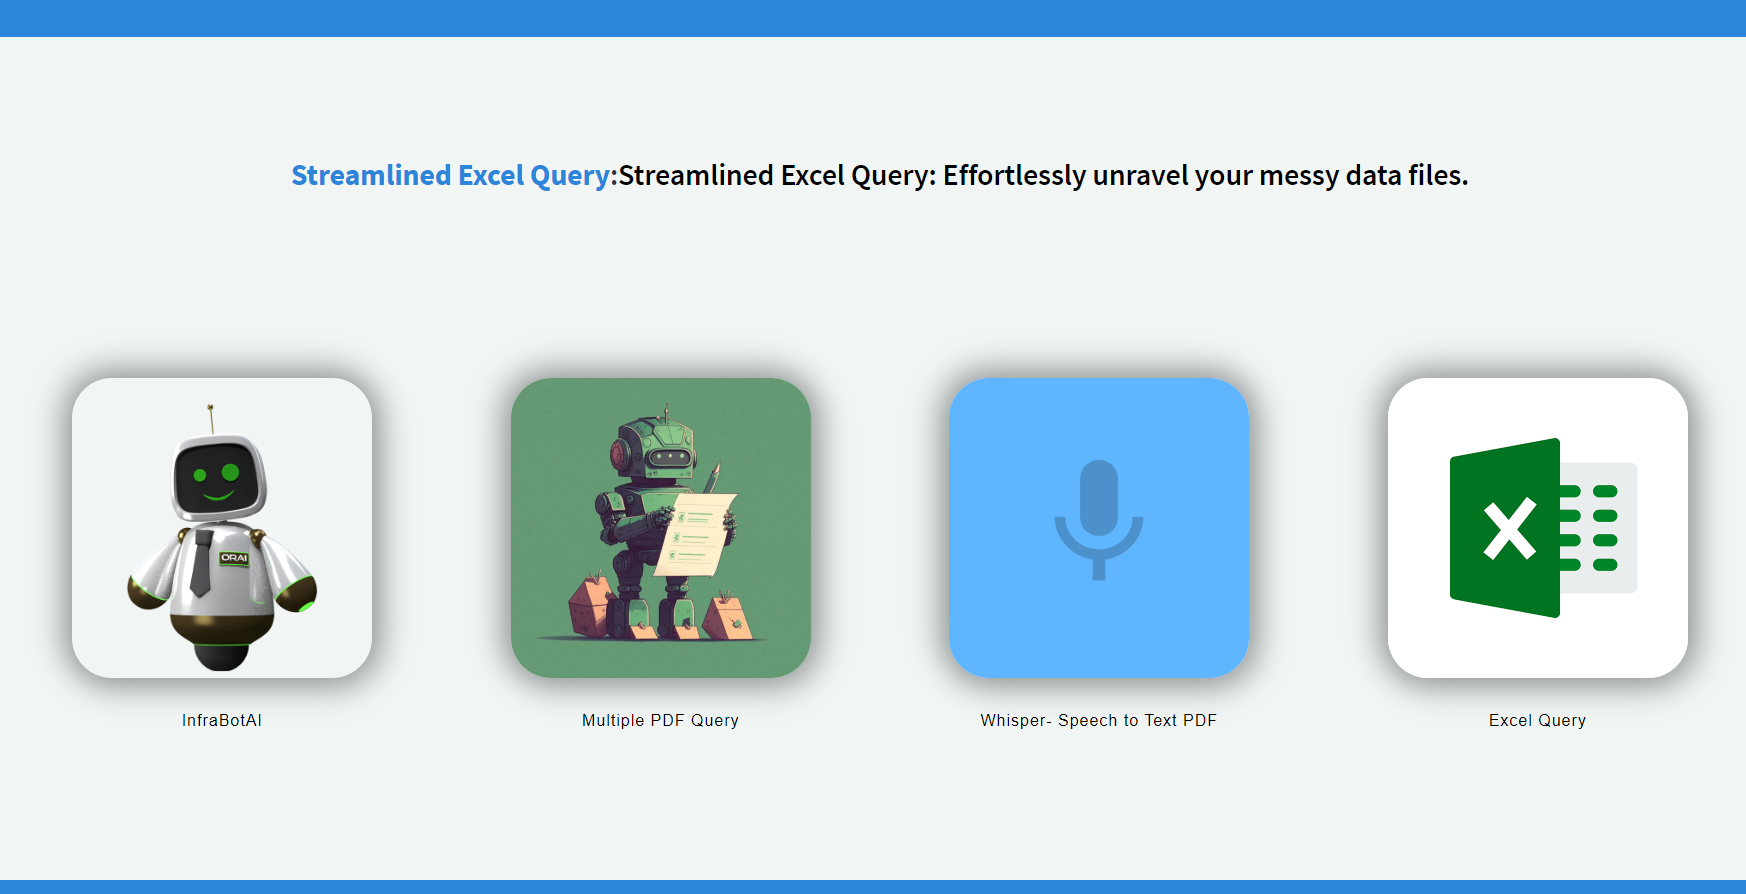 Streamlined Excel Query:Streamlined Excel Query: Effortlessly unravel your messy data files.
ORAI
InfraBotAI
Multiple PDF Query
Whisper- Speech to Text PDF
Excel Query